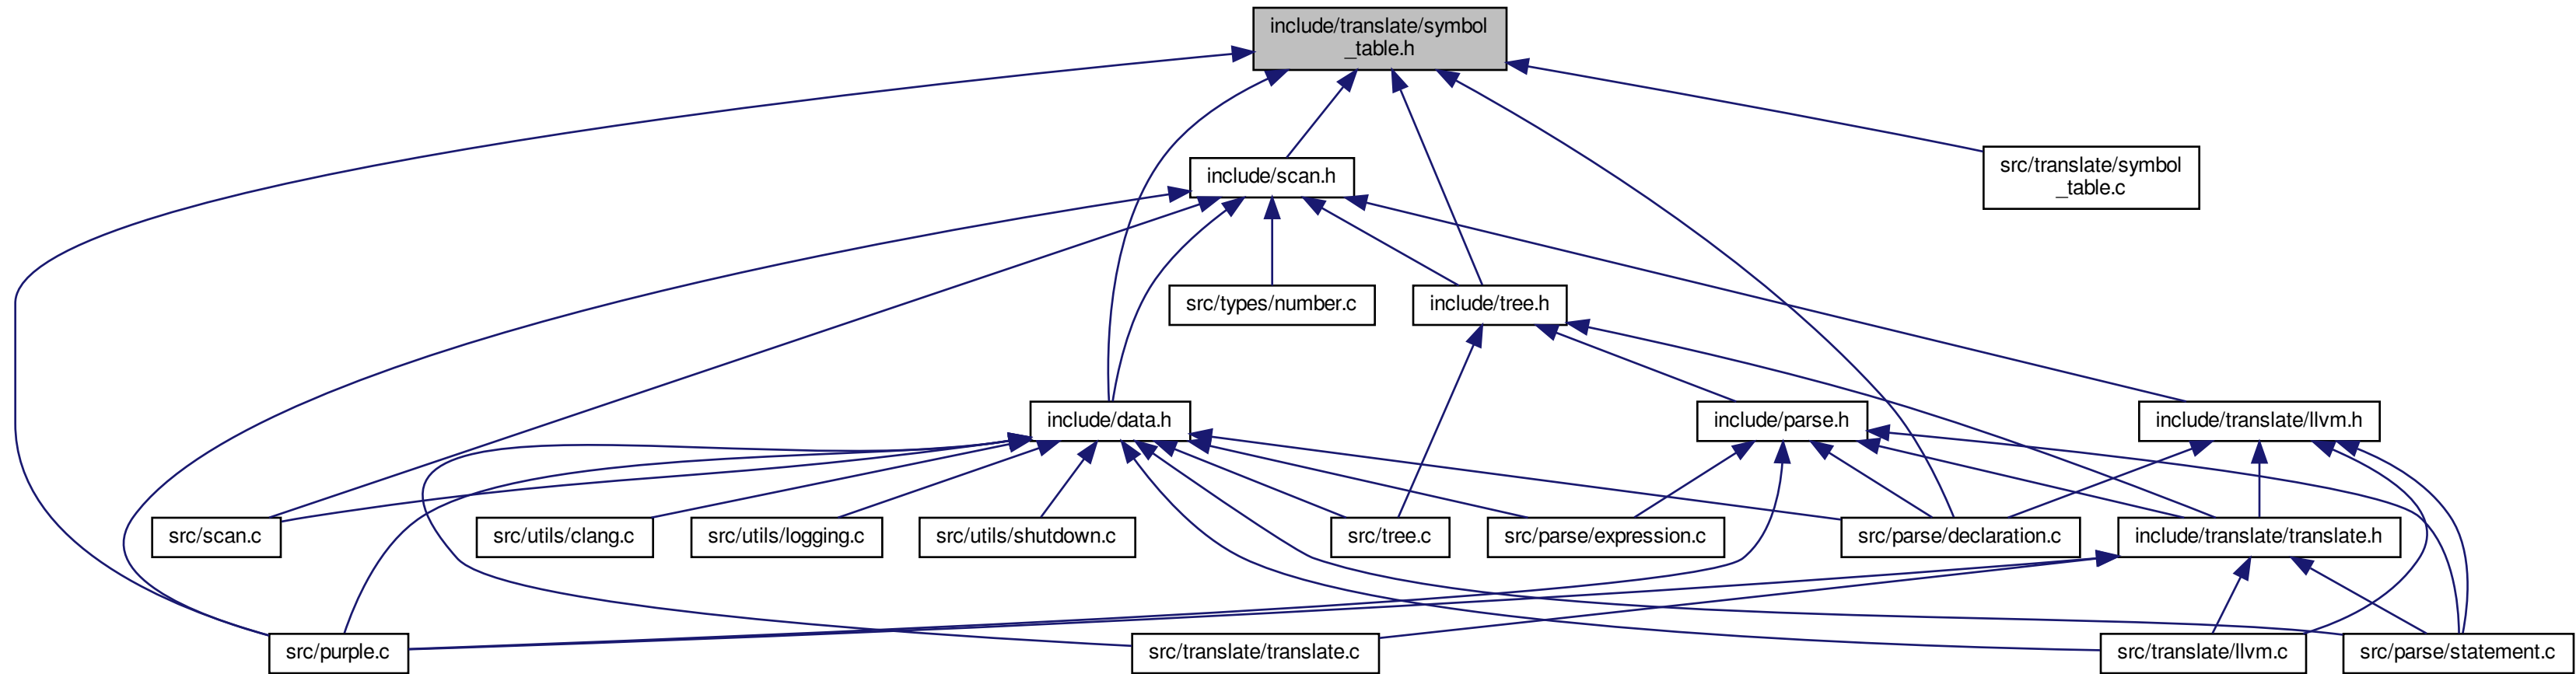 include/translate/symbol
_table.h
include/scan.h
src/translate/symbol
_table.c
src/types/number.c
include/tree.h
include/data.h
include/parse.h
include/translate/llvm.h
src/scan.c
src/utils/clang.c
src/utils/logging.c
src/utils/shutdown.c
src/tree.c
src/parse/expression.c
src/parse/declaration.c
include/translate/translate.h
src/purple.c
src/translate/translate.c
src/translate/llvm.c
src/parse/statement.c